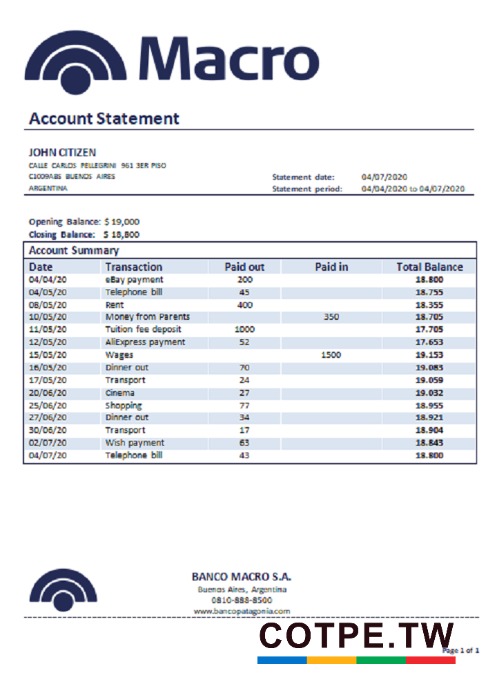 Macro
Account Statement
JOHN CITIZEN
CALLE CARLOS PELLEGRINI 961 3ER PISO
C1009ABS BUENOS AIRES
ARGENTINA
Statement date: 04/07/2020
Statement period: 04/04/2020 to 04/07/2020
Opening Balance: $ 19,000
Closing Balance: $ 18,800
Account Summary
Date Transaction Paid out Paid in Total Balance
04/04/20 eBay payment 200 18.800
04/05/20 Telephone bill 45 18.755
08/05/20 Rent 400 18.355
10/05/20 Money from Parents 350 18.705
11/05/20 Tuition fee deposit 1000 17.705
12/05/20 AliExpress payment 52 17.653
15/05/20 Wages 1500 19.153
16/05/20 Dinner out 70 19.083
17/05/20 Transport 24 19.059
20/06/20 Cinema 27 19.032
25/06/20 Shopping 77 18.955
27/06/20 Dinner out 34 18.921
30/06/20 Transport 17 18.904
02/07/20 Wish payment 63 18.843
04/07/20 Telephone bill 43 18.800
BANCO MACRO S.A.
Buenos Aires, Argentina
0810-888-8500
www.bancopatagonia.com
COTPE.TW
Page 1 of 1